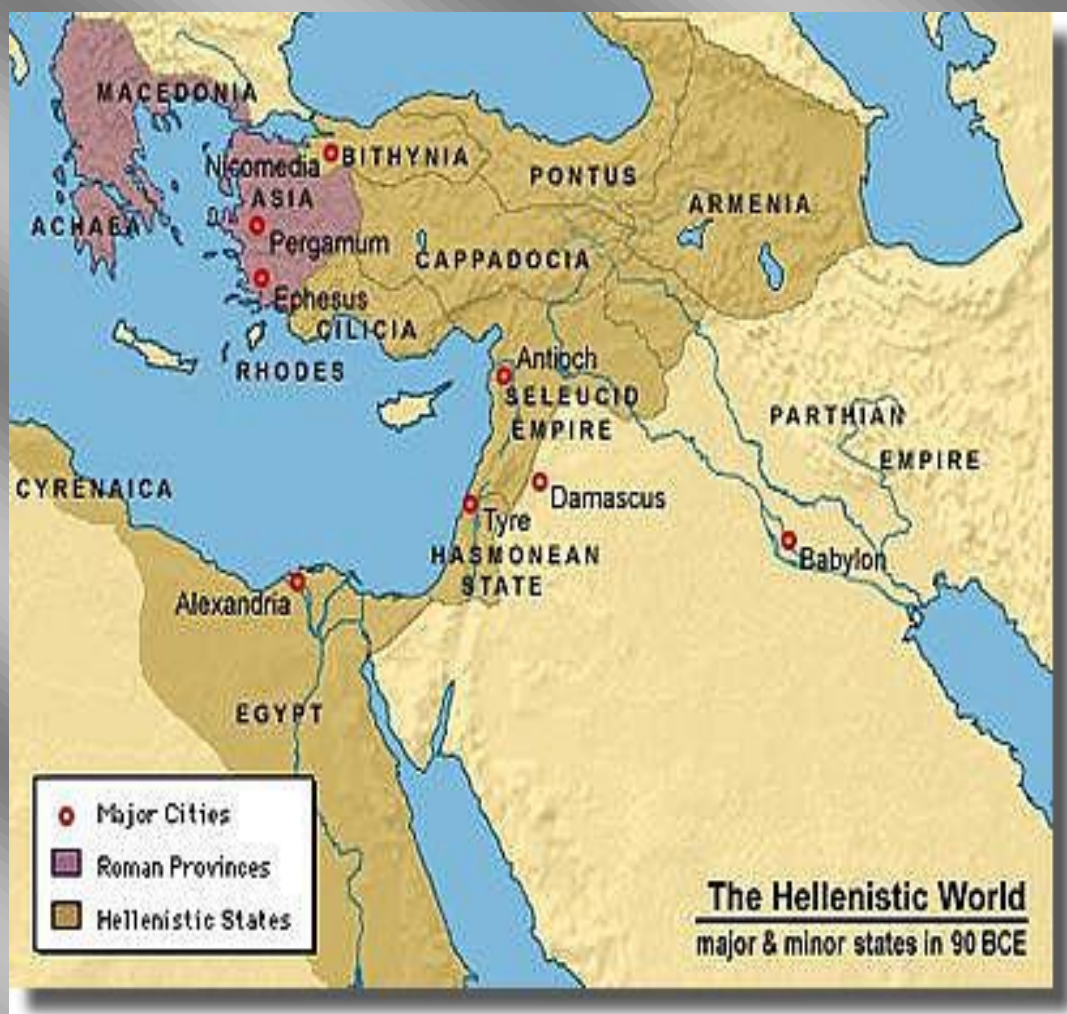 MACEDONIA
Nicomedia
BITHYNIA
ASIA
PONTUS
ARMENIA
ACHAEA
Pergamum
CAPPADOCIA
Ephesus
CILICIA
RHODES
Antioch
SELEUCID
EMPIRE
PARTHIAN
EMPIRE
CYRENAICA
Damascus
Tyre
HASMONEAN
STATE
Babylon
Alexandria
EGYPT
Major Cities
Roman Provinces
Hellenistic States
The Hellenistic World
major & minor states in 90 BCE